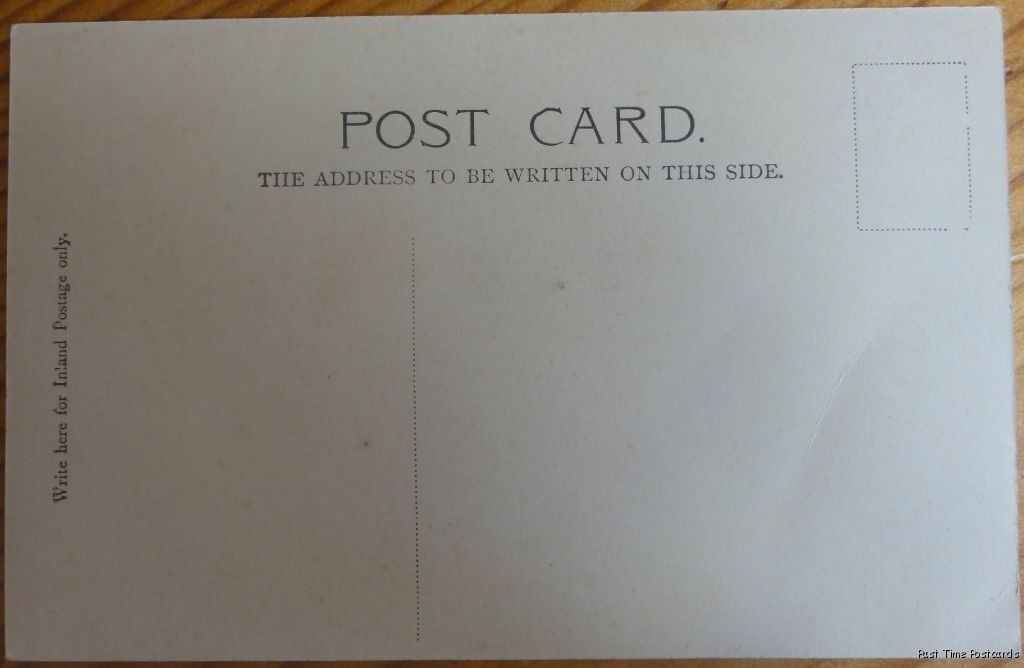 POST CARD.
THE ADDRESS TO BE WRITTEN ON THIS SIDE.
Write here for Inland Postage only.
Past Time Postcards